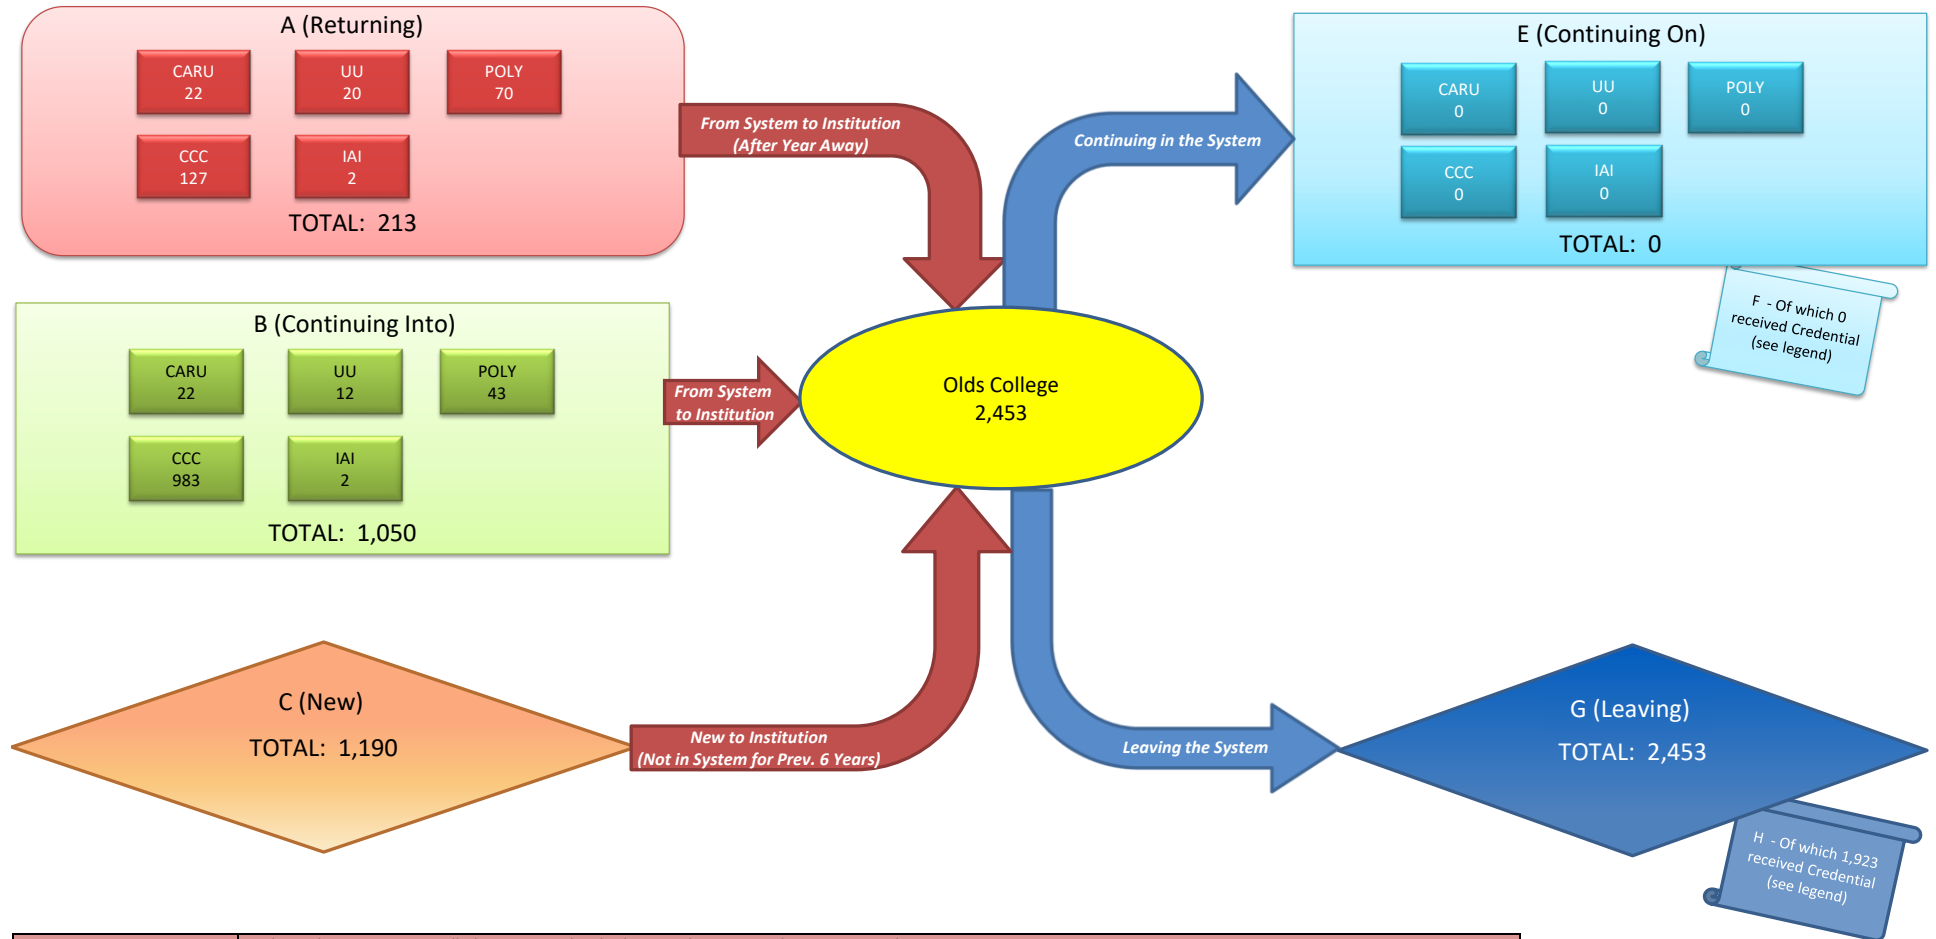 A (Returning)
CARU
22
UU
20
POLY
70
CCC
127
IAI
2
TOTAL: 213
From System to Institution
(After Year Away)
Continuing in the System
E (Continuing On)
CARU
0
UU
0
POLY
0
CCC
0
IAI
0
TOTAL: 0
F - Of which 0
received Credential
(see legend)
B (Continuing Into)
CARU
22
UU
12
POLY
43
CCC
983
IAI
2
TOTAL: 1,050
From System
to Institution
Olds College
2,453
C (New)
TOTAL: 1,190
New to Institution
(Not in System for Prev. 6 Years)
Leaving the System
G (Leaving)
TOTAL: 2,453
H - Of which 1,923
received Credential
(see legend)